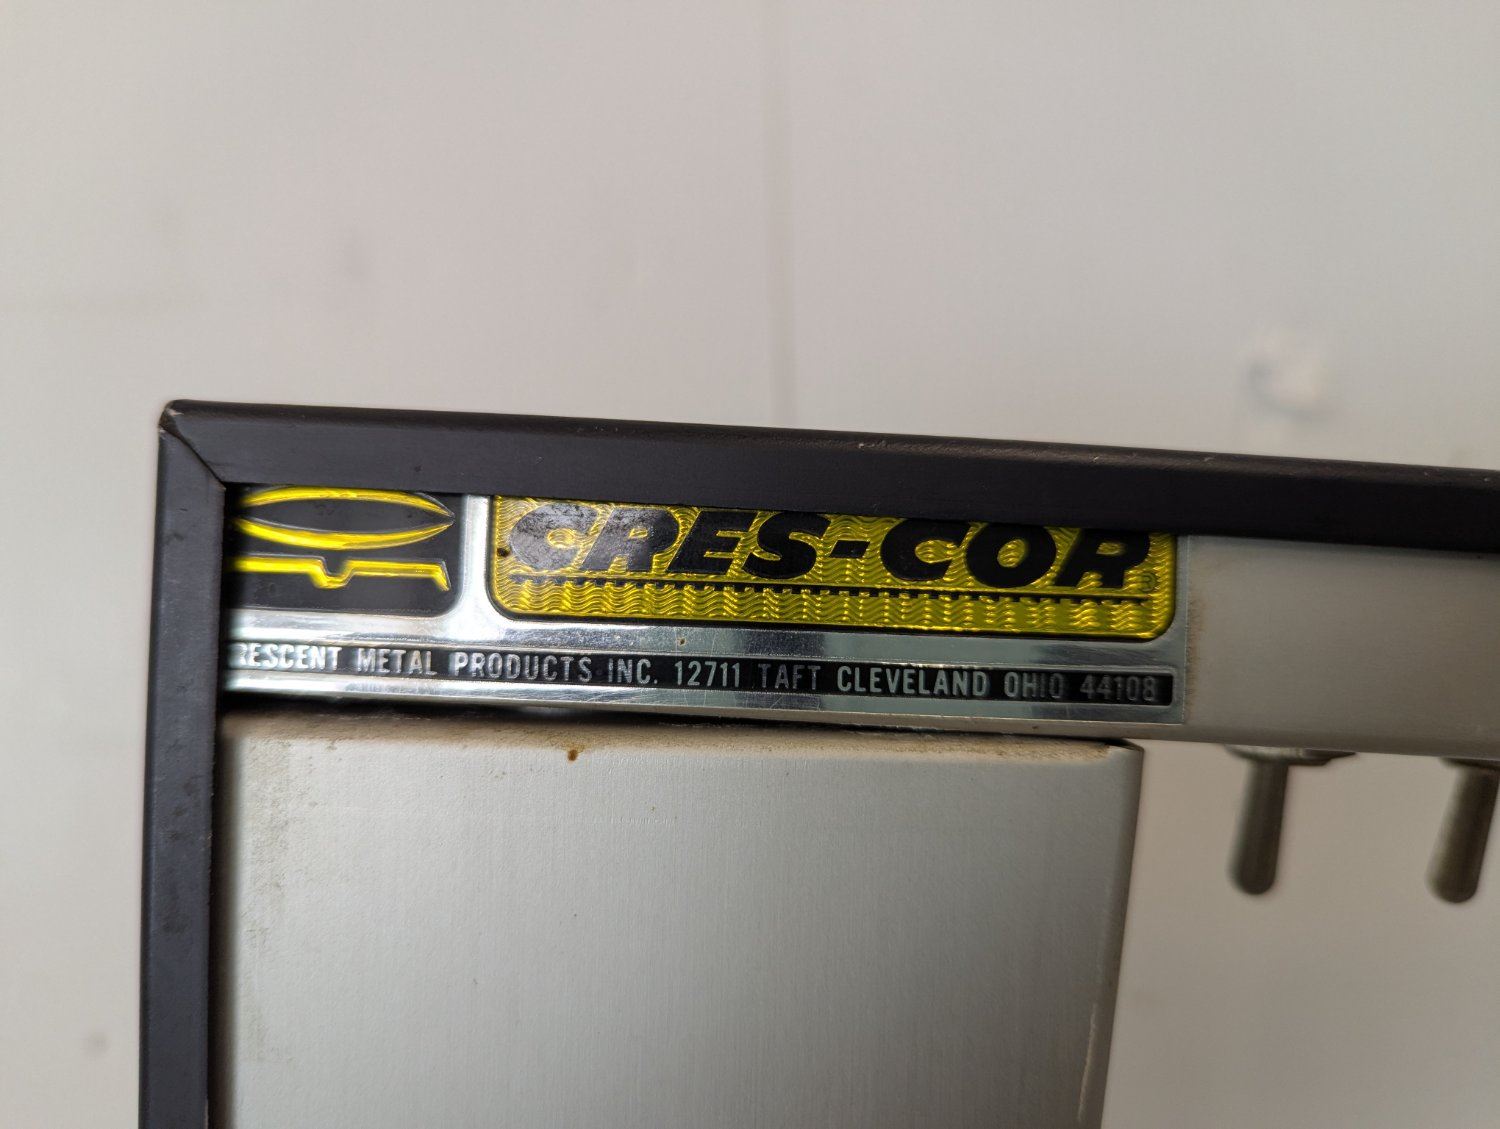 CRES-COR®
RESCENT METAL PRODUCTS INC. 12711 TAFT CLEVELAND OHIO 44108